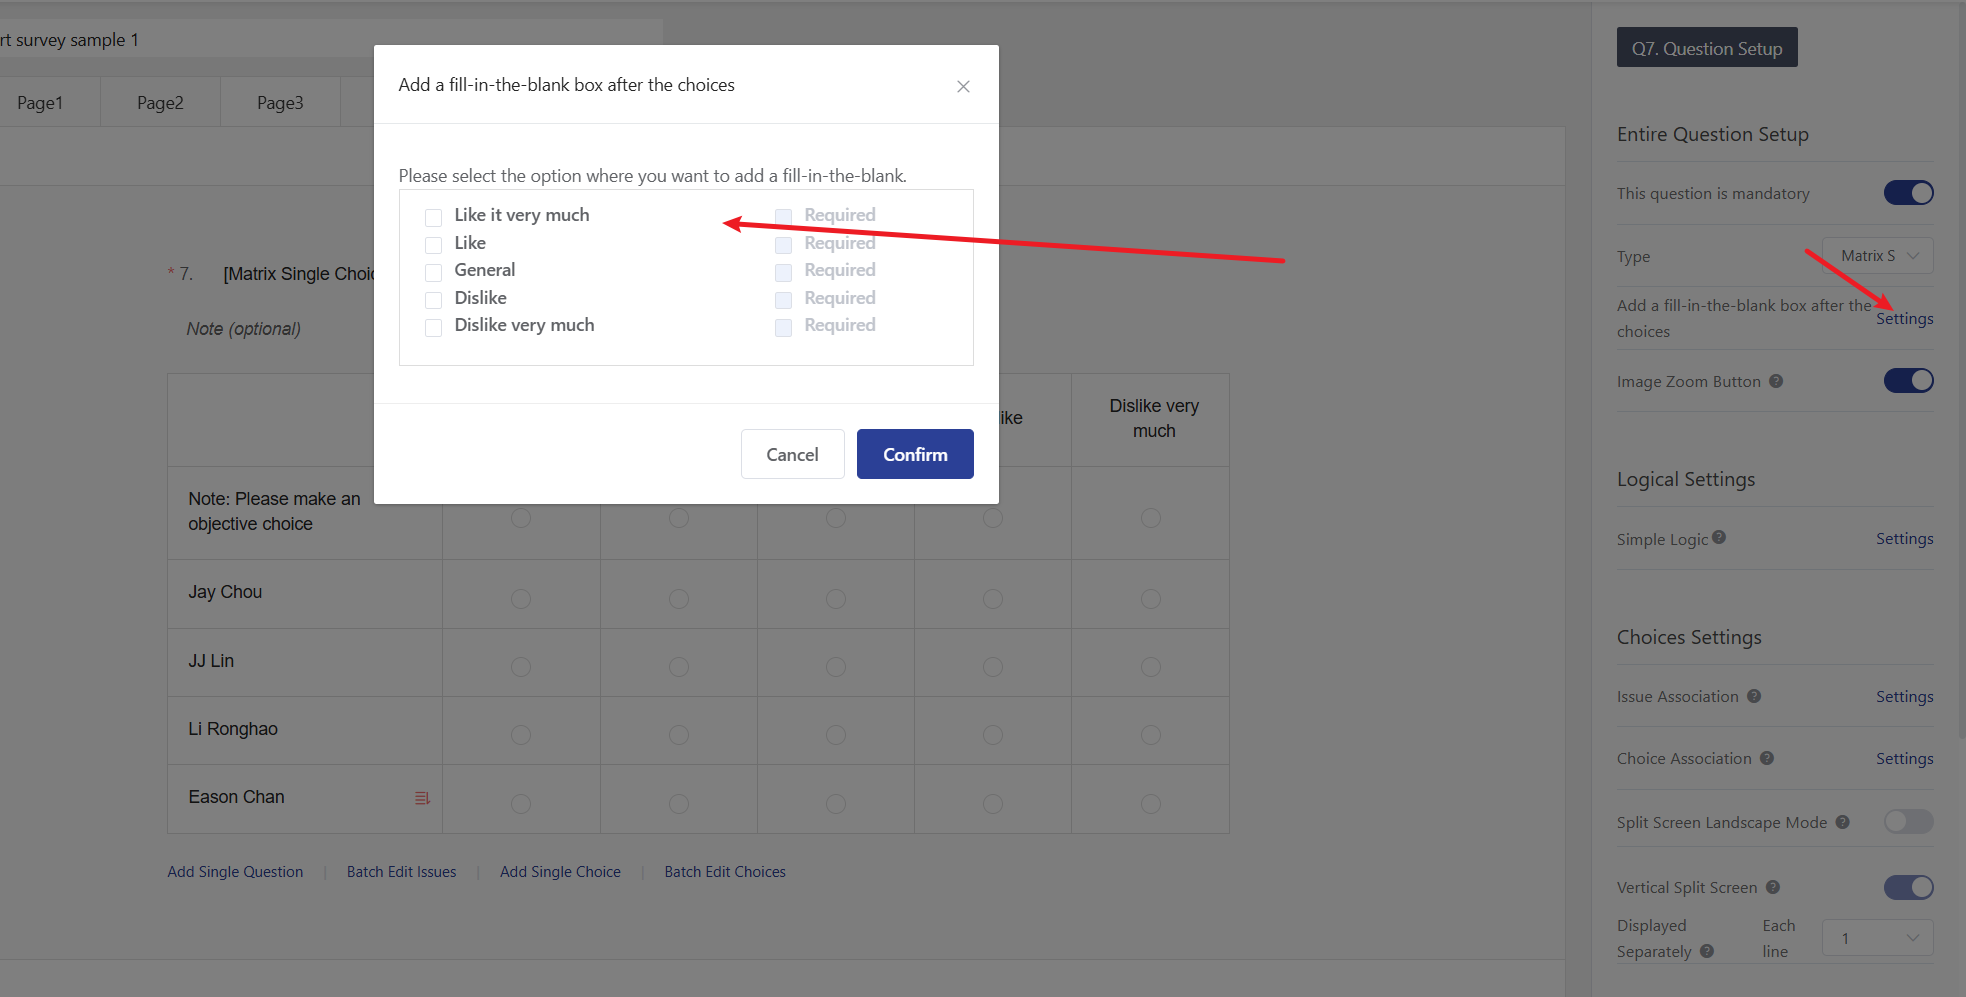 rt survey sample 1
Page1
Page2
Page3
Add a fill-in-the-blank box after the choices
Please select the option where you want to add a fill-in-the-blank.
Like it very much Required
Like Required
General Required
Dislike Required
Dislike very much Required
Cancel
Confirm
* 7. [Matrix Single Choic
Note (optional)
ike
Dislike very
much
Note: Please make an
objective choice
Jay Chou
JJ Lin
Li Ronghao
Eason Chan
Add Single Question | Batch Edit Issues | Add Single Choice | Batch Edit Choices
Q7. Question Setup
Entire Question Setup
This question is mandatory
Type Matrix S
Add a fill-in-the-blank box after the
choices
Settings
Image Zoom Button ?
Logical Settings
Simple Logic ? Settings
Choices Settings
Issue Association ? Settings
Choice Association ? Settings
Split Screen Landscape Mode ?
Vertical Split Screen ?
Displayed
Separately ?
Each
line
1